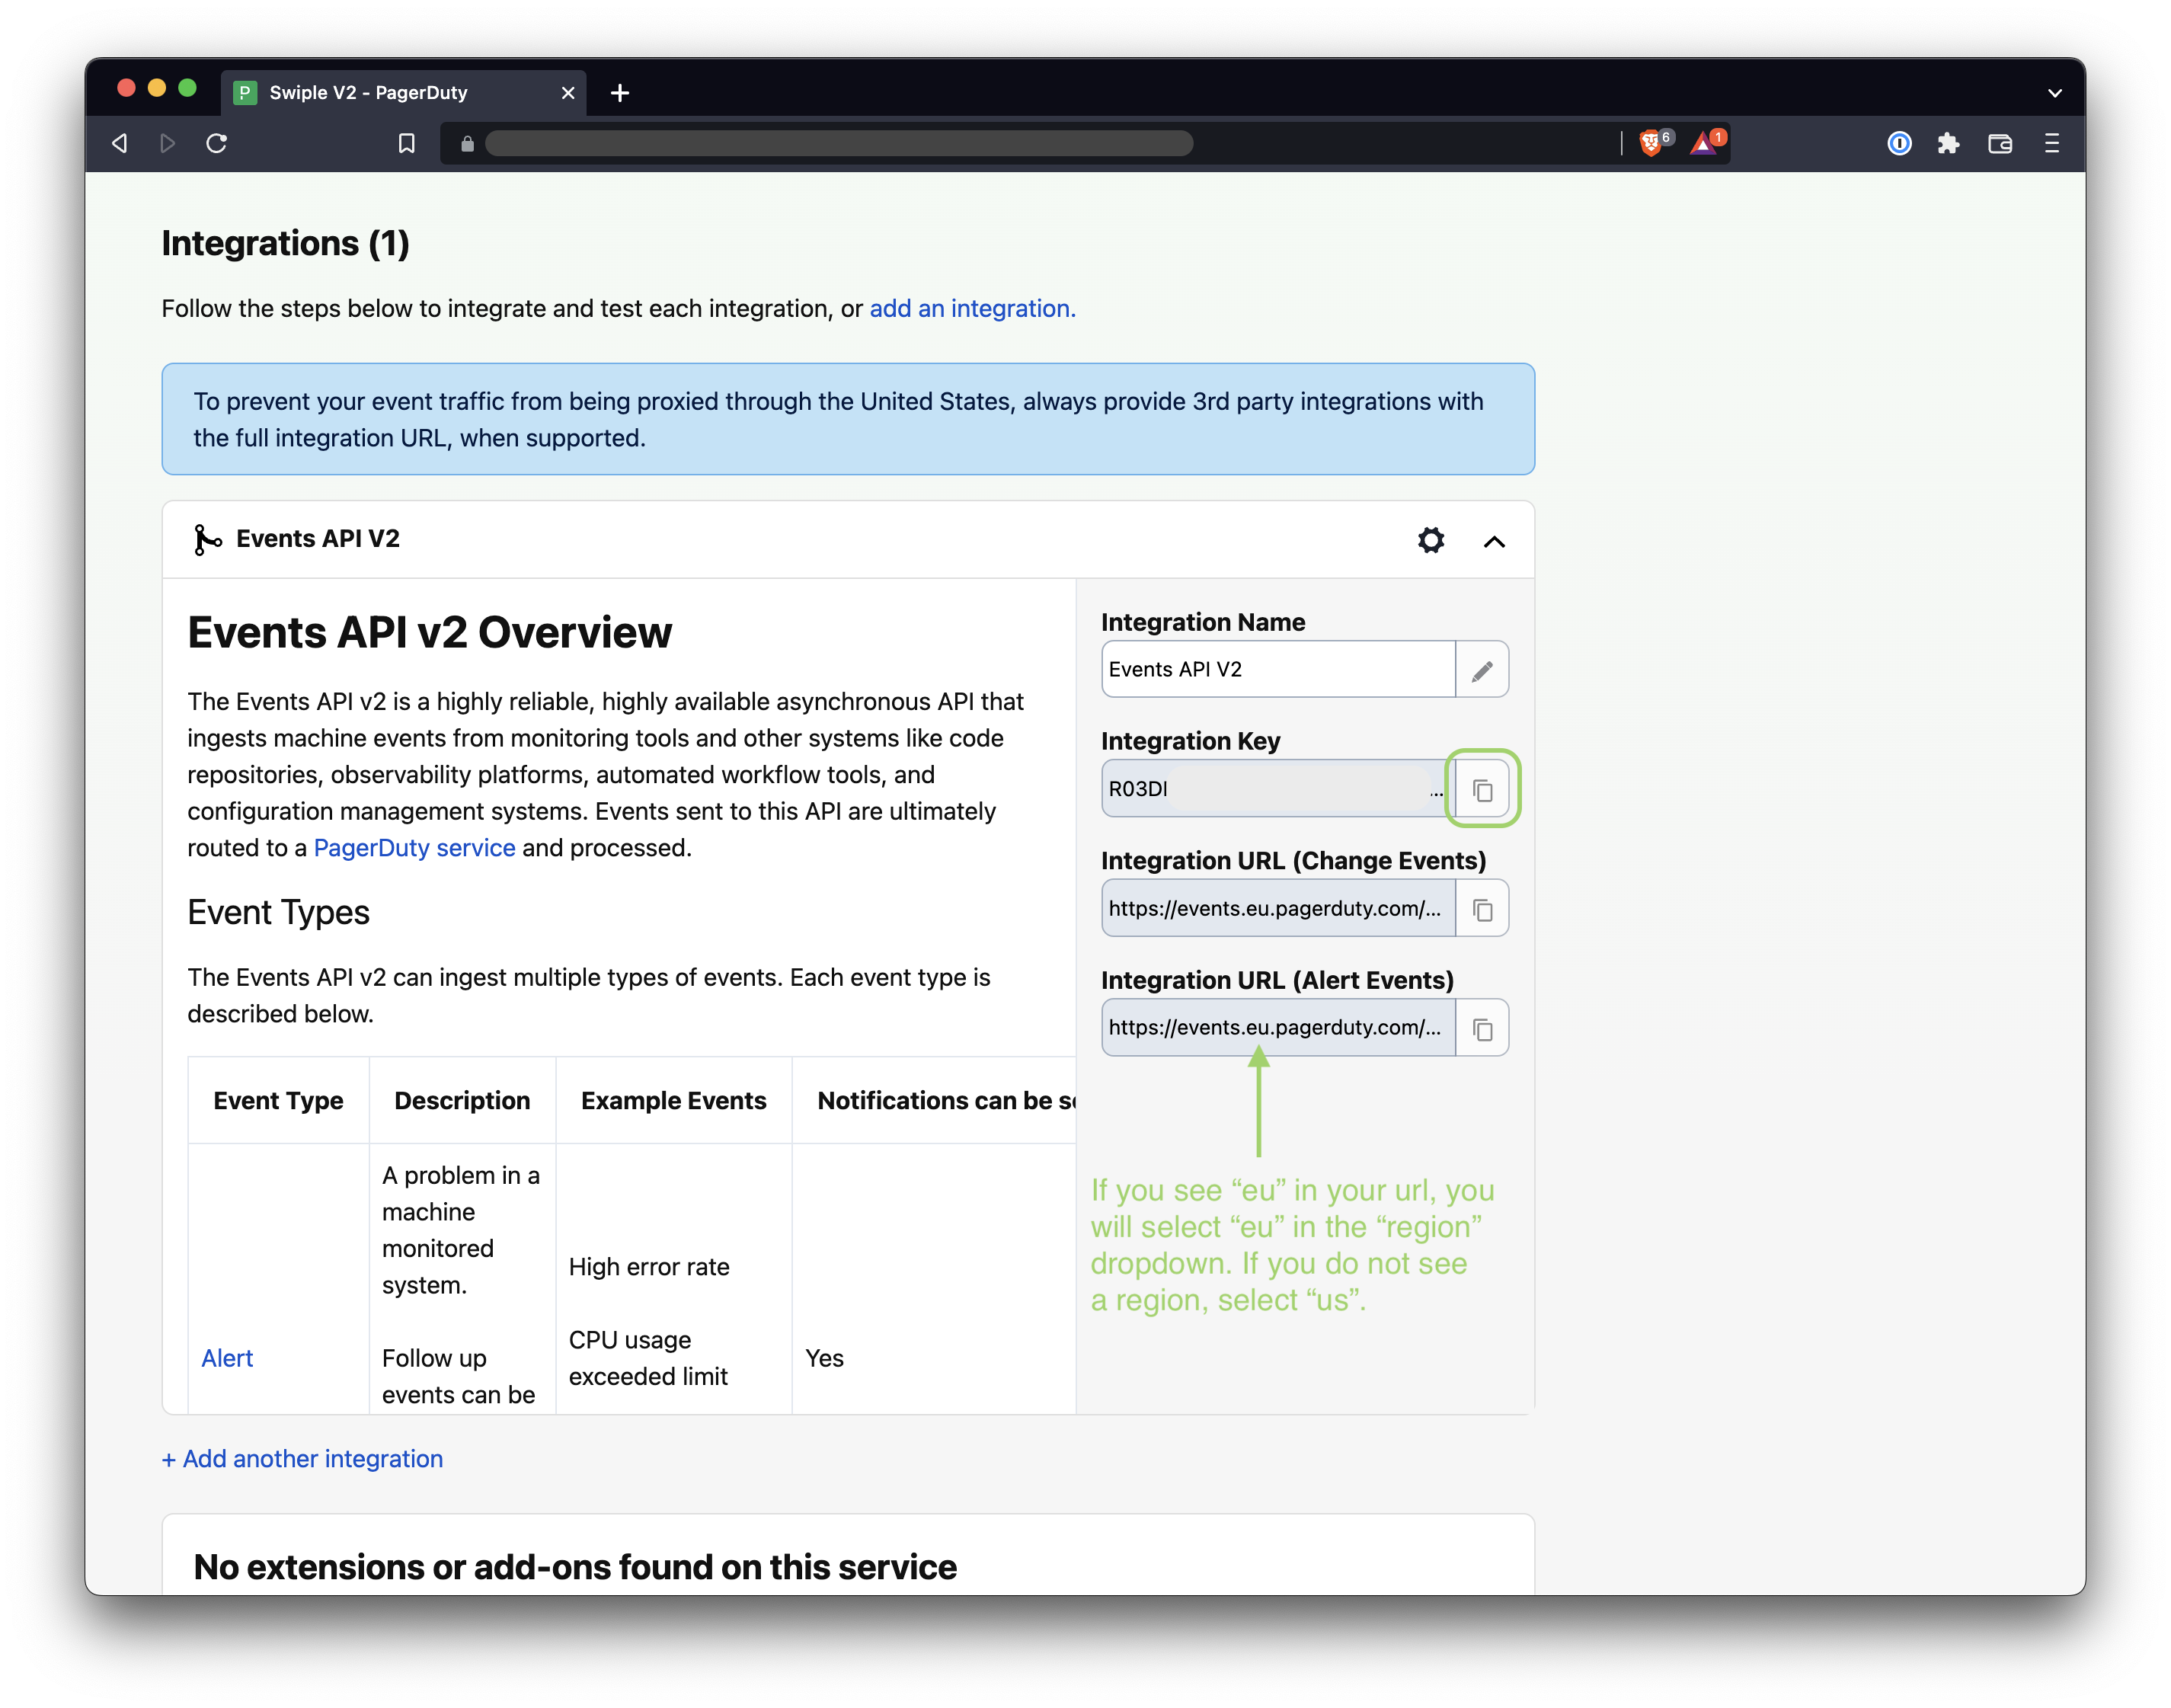 Swiple V2 - PagerDuty
6
1
Integrations (1)
Follow the steps below to integrate and test each integration, or add an integration.
To prevent your event traffic from being proxied through the United States, always provide 3rd party integrations with
the full integration URL, when supported.
Events API V2
Events API v2 Overview
The Events API v2 is a highly reliable, highly available asynchronous API that
ingests machine events from monitoring tools and other systems like code
repositories, observability platforms, automated workflow tools, and
configuration management systems. Events sent to this API are ultimately
routed to a PagerDuty service and processed.
Event Types
The Events API v2 can ingest multiple types of events. Each event type is
described below.
Event Type
Description
Example Events
Notifications can be
Alert
A problem in a
machine
monitored
system.
Follow up
events can be
High error rate
CPU usage
exceeded limit
Yes
Integration Name
Events API V2
Integration Key
R03D
...
Integration URL (Change Events)
https://events.eu.pagerduty.com/...
Integration URL (Alert Events)
https://events.eu.pagerduty.com/...
If you see “eu” in your url, you
will select “eu” in the “region”
dropdown. If you do not see
a region, select “us”.
+ Add another integration
No extensions or add-ons found on this service